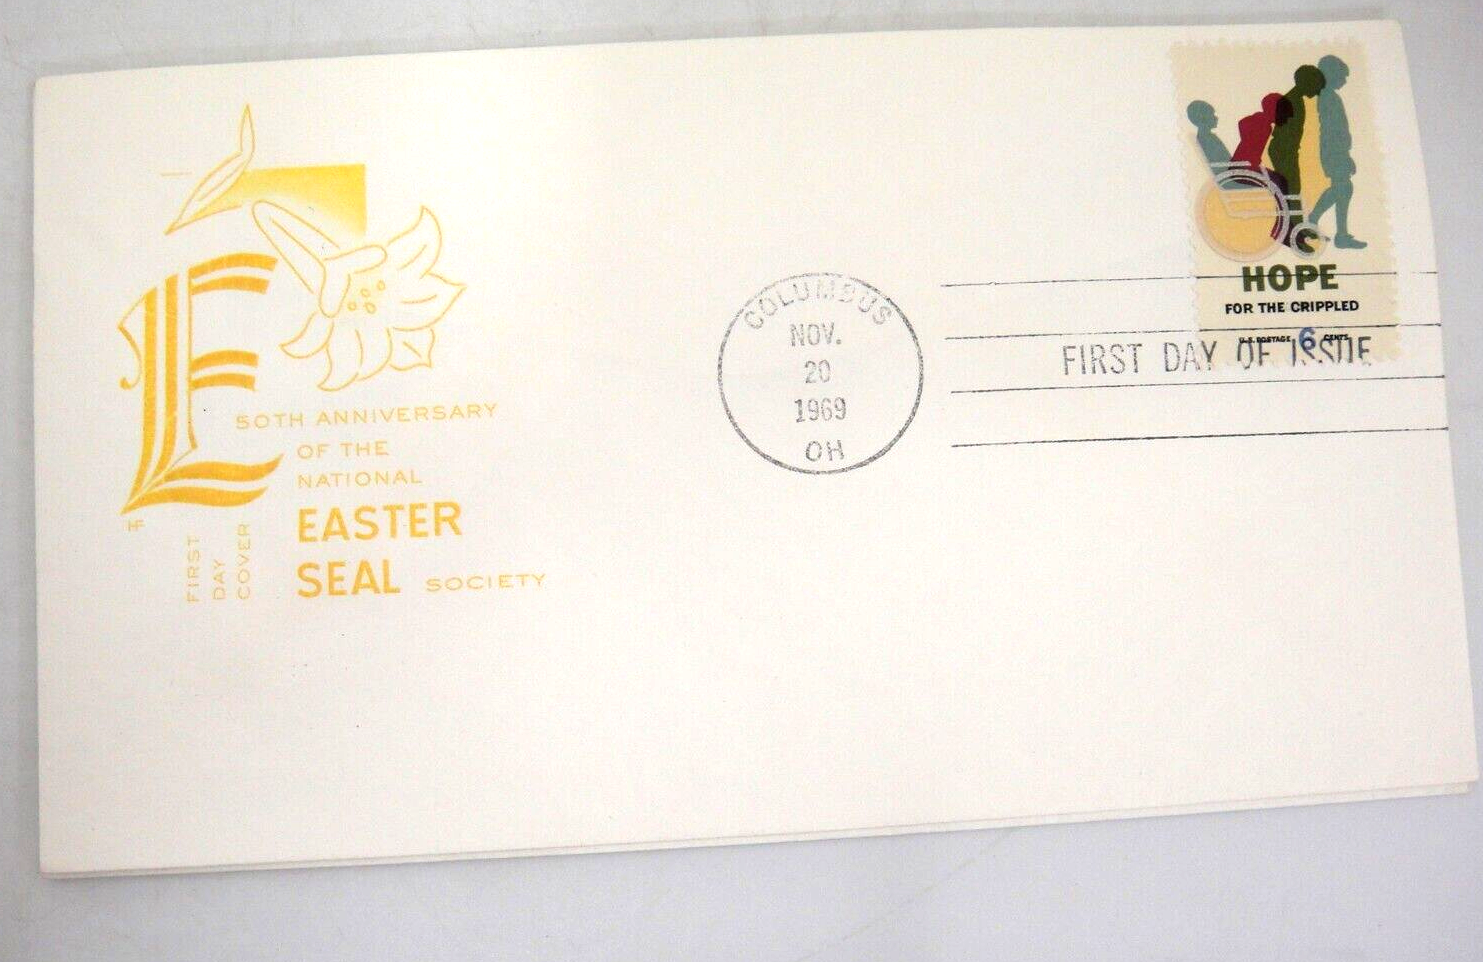 E
50TH ANNIVERSARY
OF THE
NATIONAL
EASTER
SEAL SOCIETY
HF
FIRST
DAY
COVER
COLUMBUS
NOV.
20
1969
OH
HOPE
FOR THE CRIPPLED
U.S. POSTAGE 6 CENTS
FIRST DAY OF ISSUE